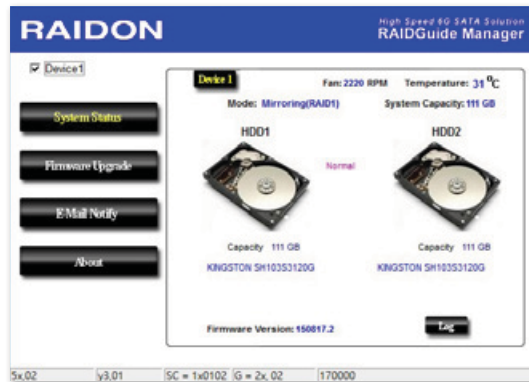 RAIDON
High Speed 6G SATA Solution
RAIDGuide Manager
Device1
System Status
Firmware Upgrade
E-Mail Notify
About
Device 1
Fan: 2220 RPM Temperature: 31 °C
Mode: Mirroring(RAID1) System Capacity: 111 GB
HDD1 HDD2
Normal
Capacity 111 GB Capacity 111 GB
KINGSTON SH103S3120G KINGSTON SH103S3120G
Firmware Version: 150817.2 Log
5x,02 y3,01 SC = 1x0102 G = 2x, 02 170000